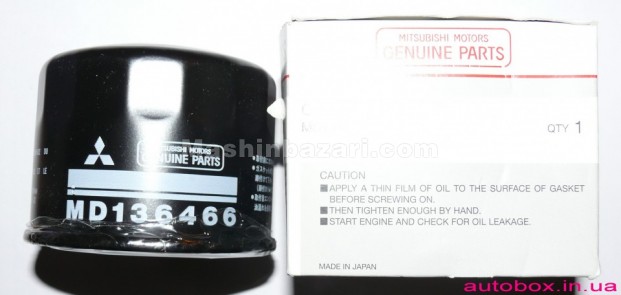 MITSUBISHI MOTORS
GENUINE PARTS
MITSUBISHI MOTORS
GENUINE PARTS
MD136466
QTY 1
CAUTION
■APPLY A THIN FILM OF OIL TO THE SURFACE OF GASKET
BEFORE SCREWING ON.
■THEN TIGHTEN ENOUGH BY HAND.
■START ENGINE AND CHECK FOR OIL LEAKAGE.
MADE IN JAPAN
autobox.in.ua